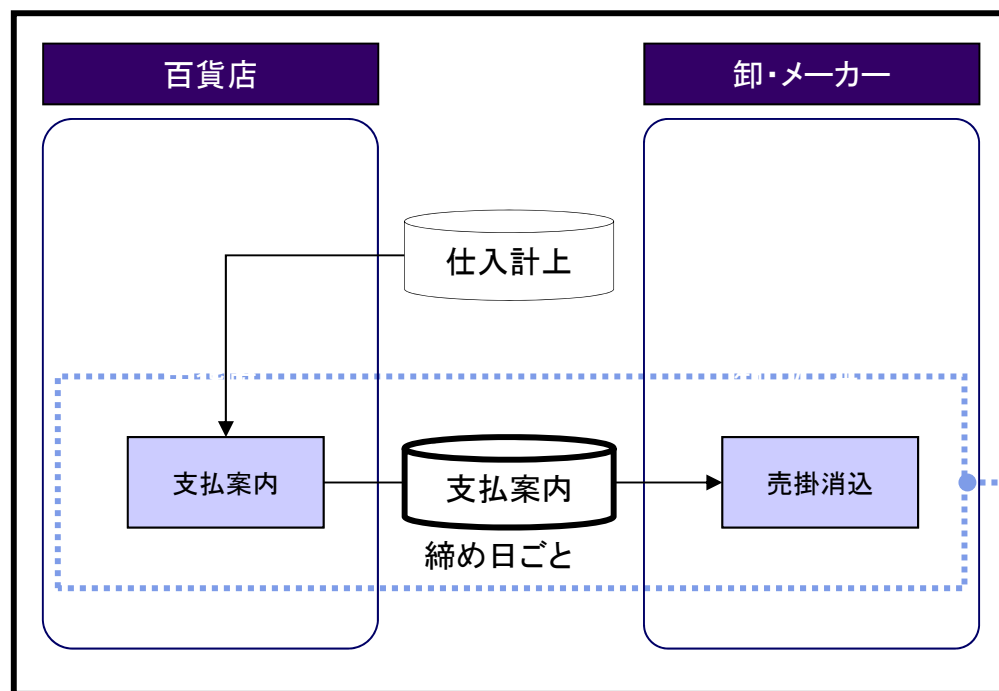 百貨店
卸・メーカー
仕入計上
支払案内
支払案内
売掛消込
締め日ごと